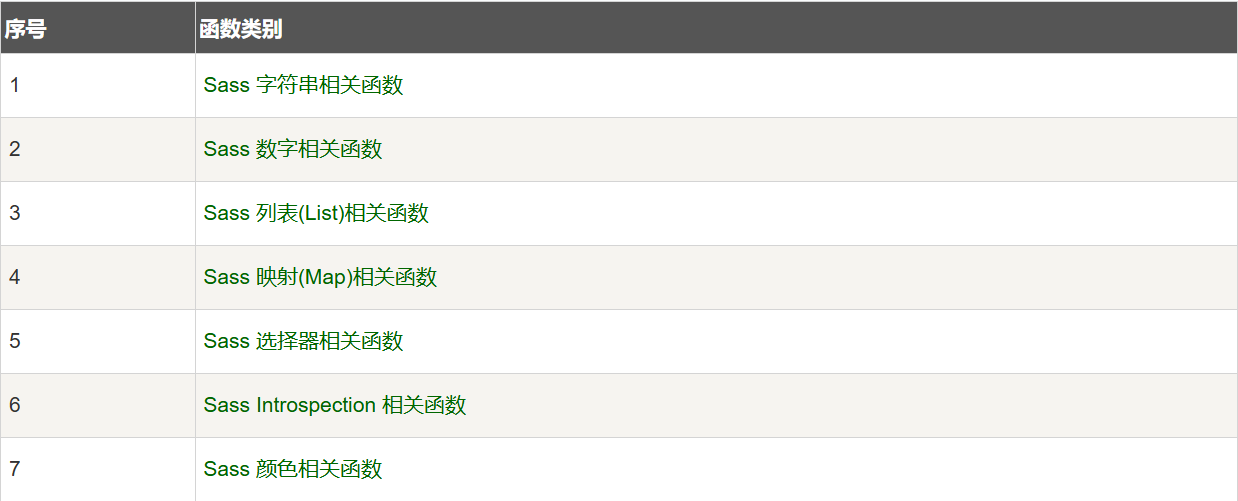 序号 函数类别
1 Sass 字符串相关函数
2 Sass 数字相关函数
3 Sass 列表(List)相关函数
4 Sass 映射(Map)相关函数
5 Sass 选择器相关函数
6 Sass Introspection 相关函数
7 Sass 颜色相关函数